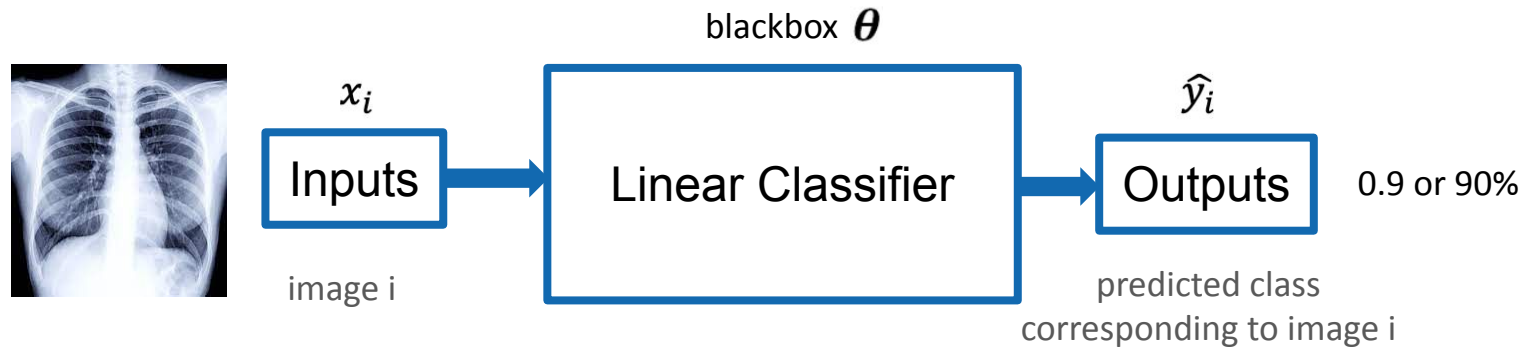 blackbox θ
x_i
Inputs
image i
Linear Classifier
ŷ_i
Outputs
predicted class
corresponding to image i
0.9 or 90%